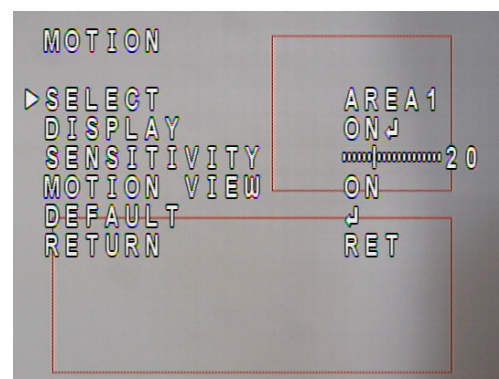 MOTION
▷SELECT AREA1
DISPLAY ON↲
SENSITIVITY 20
MOTION VIEW ON
DEFAULT ↲
RETURN RET